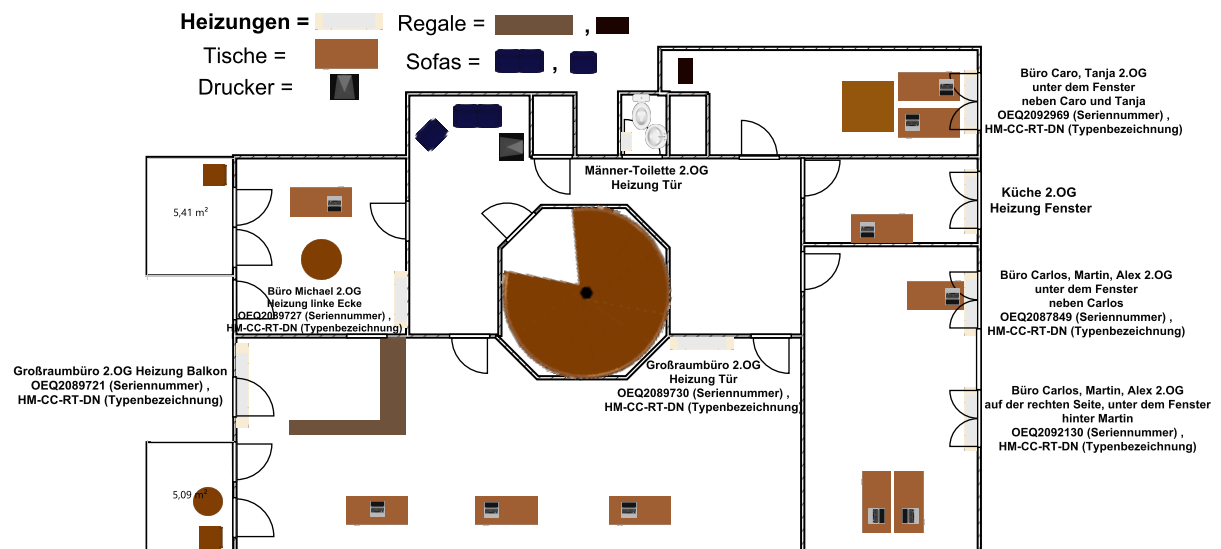 Heizungen =
Regale = ,
Tische =
Sofas = ,
Drucker =
Büro Caro, Tanja 2.OG
unter dem Fenster
neben Caro und Tanja
OEQ2092969 (Seriennummer) ,
HM-CC-RT-DN (Typenbezeichnung)
Männer-Toilette 2.OG
Heizung Tür
Küche 2.OG
Heizung Fenster
5,41 m²
Büro Michael 2.OG
Heizung linke Ecke
OEQ2089727 (Seriennummer) ,
HM-CC-RT-DN (Typenbezeichnung)
Büro Carlos, Martin, Alex 2.OG
unter dem Fenster
neben Carlos
OEQ2087849 (Seriennummer) ,
HM-CC-RT-DN (Typenbezeichnung)
Großraumbüro 2.OG Heizung Balkon
OEQ2089721 (Seriennummer) ,
HM-CC-RT-DN (Typenbezeichnung)
Großraumbüro 2.OG
Heizung Tür
OEQ2089730 (Seriennummer) ,
HM-CC-RT-DN (Typenbezeichnung)
Büro Carlos, Martin, Alex 2.OG
auf der rechten Seite, unter dem Fenster
hinter Martin
OEQ2092130 (Seriennummer) ,
HM-CC-RT-DN (Typenbezeichnung)
5,09 m²